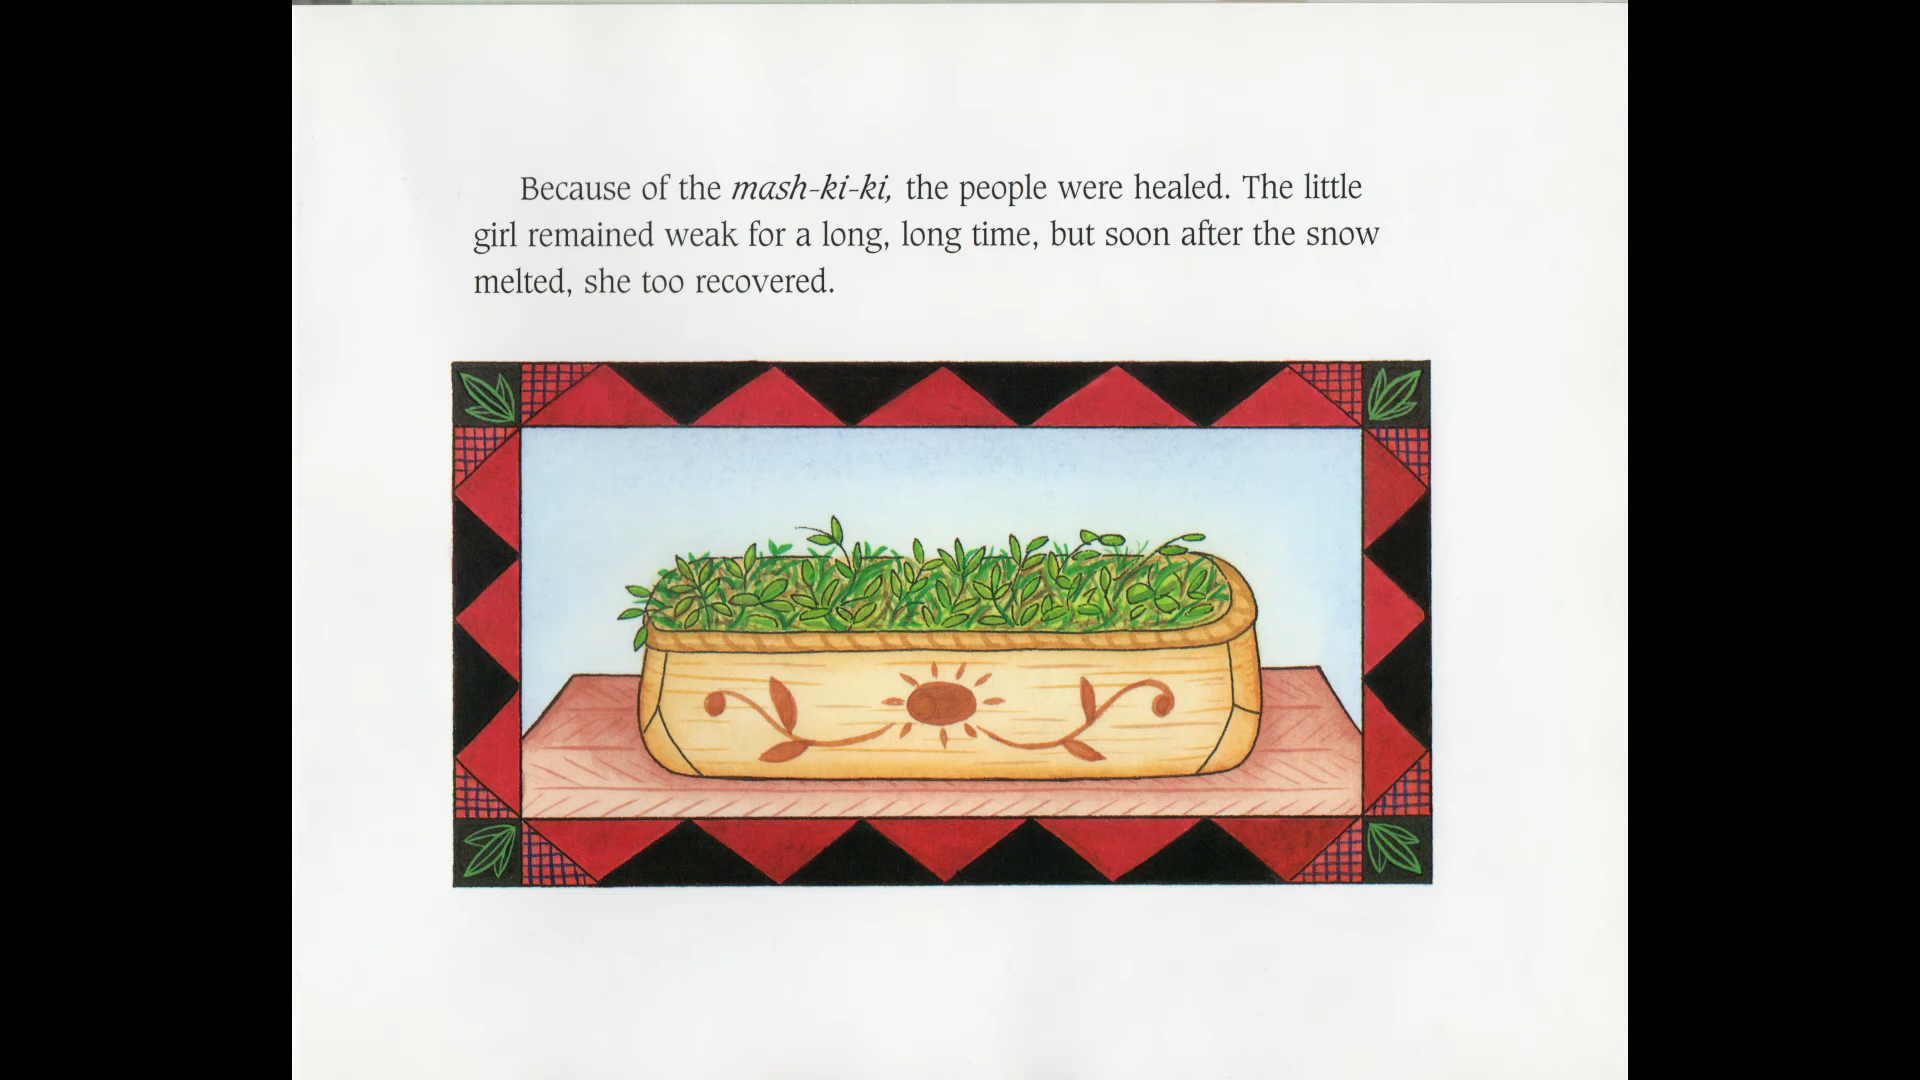 Because of the mash-ki-ki, the people were healed. The little
girl remained weak for a long, long time, but soon after the snow
melted, she too recovered.